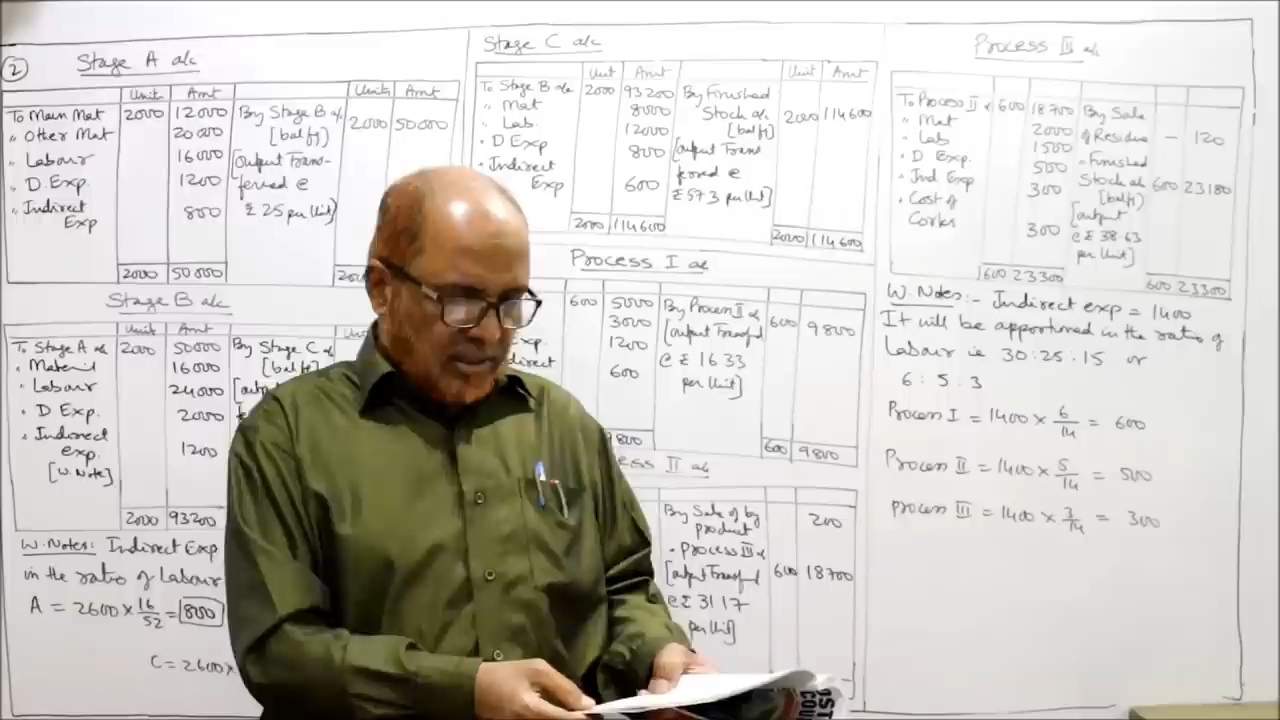 2
Stage A a/c
Units Amt Units Amt
To Main Mat 2000 12000 By Stage B a/c 2000 50000
" Other Mat 20000 [bal fig]
" Labour 16000 [output Trans-
" D. Exp. 1200 ferred @
" Indirect 800 ₹ 25 per Unit]
Exp
2000 50000
Stage B a/c
Units Amt
To Stage A a/c 2000 50000 By Stage C a/c
" Material 16000
" Labour 24000
" D Exp. 2000
" Indirect 1200
exp.
[W. Note]
2000 93200
W. Notes: Indirect Exp.
in the ratio of Labour
A = 2600 x 16/52 = 800
C = 2600 x
Stage C a/c
Unit Amt Unit Amt
To Stage B a/c 2000 93200 By Finished 2000 114600
" Mat 8000 Stock a/c
" Lab. 12000 [bal fig]
" D Exp 800 [output Trans
" Indirect 600 ferred @
Exp ₹ 57.3 per Unit]
2000 114600 2000 114600
Process I a/c
600 5000 By Process II a/c 600 9800
3000 [output Transfd
1200 @ ₹ 16.33
600 per Unit]
600 9800
II a/c
By Sale of by 200
product
" Process III a/c 600 18700
[output Transfd
@ ₹ 31.17
per Unit]
Process III a/c
To Process II a/c 600 18700 By Sale
" Mat 2000 of Residue — 120
" Lab 1500
" D Exp. 500 " Finished
" Ind Exp 300 Stock a/c 600 23180
" Cost of [bal fig]
Corks 300 [output
@ ₹ 38.63
per Unit]
600 23300 600 23300
W. Notes:- Indirect exp = 1400
It will be apportioned in the ratio of
Labour ie 30:25:15 or
6 : 5 : 3
Process I = 1400 x 6/14 = 600
Process II = 1400 x 5/14 = 500
Process III = 1400 x 3/14 = 300